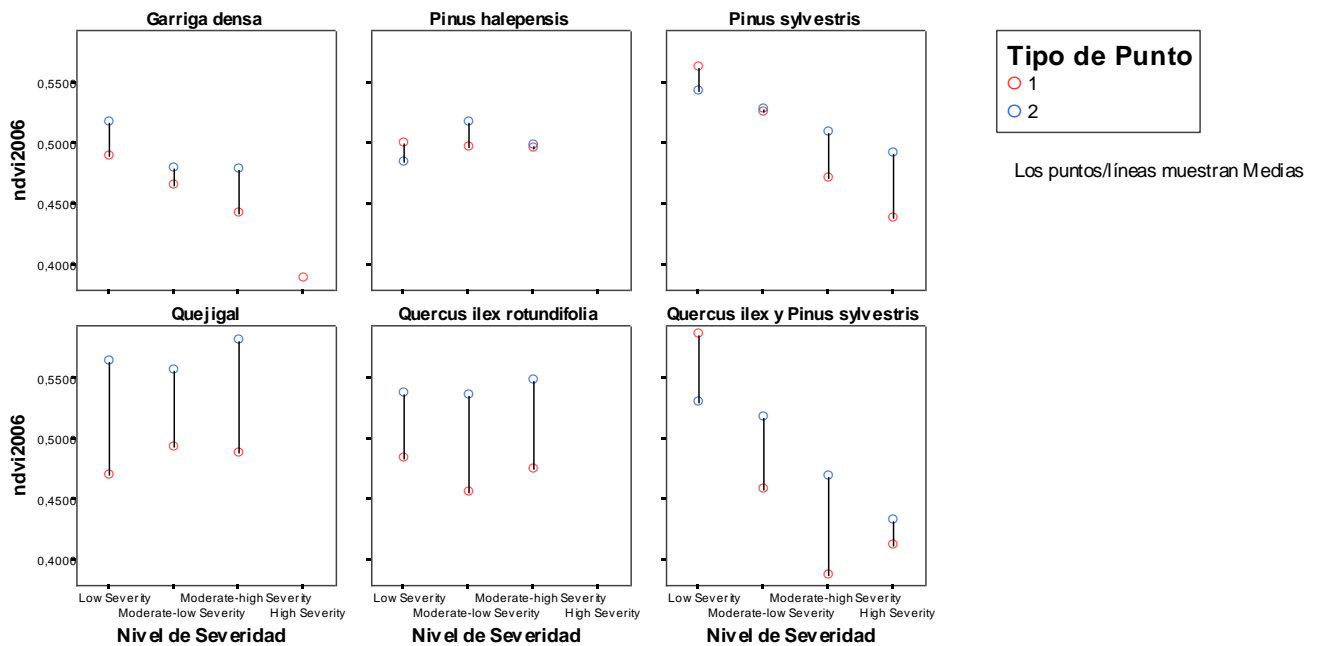 Garriga densa
Pinus halepensis
Pinus sylvestris
Tipo de Punto
1
2
Los puntos/líneas muestran Medias
ndvi2006
0,5500
0,5000
0,4500
0,4000
Quejigal
Quercus ilex rotundifolia
Quercus ilex y Pinus sylvestris
ndvi2006
0,5500
0,5000
0,4500
0,4000
Low Severity
Moderate-low Severity
Moderate-high Severity
High Severity
Low Severity
Moderate-low Severity
Moderate-high Severity
High Severity
Low Severity
Moderate-low Severity
Moderate-high Severity
High Severity
Nivel de Severidad
Nivel de Severidad
Nivel de Severidad